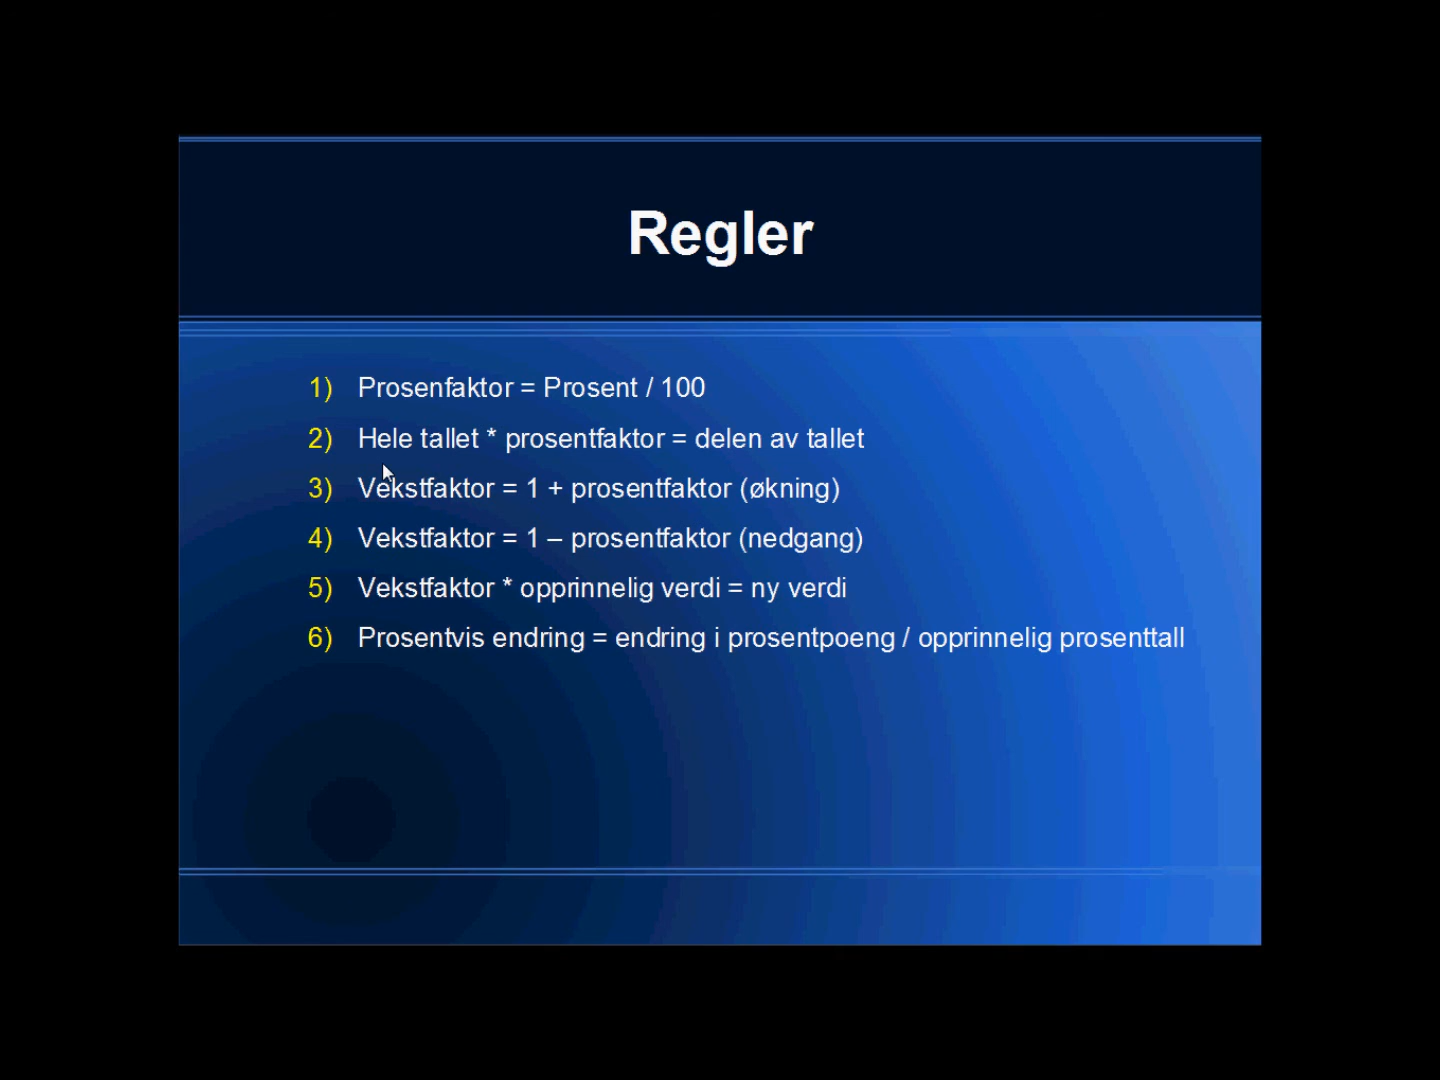 Regler
1) Prosenfaktor = Prosent / 100
2) Hele tallet * prosentfaktor = delen av tallet
3) Vekstfaktor = 1 + prosentfaktor (økning)
4) Vekstfaktor = 1 – prosentfaktor (nedgang)
5) Vekstfaktor * opprinnelig verdi = ny verdi
6) Prosentvis endring = endring i prosentpoeng / opprinnelig prosenttall